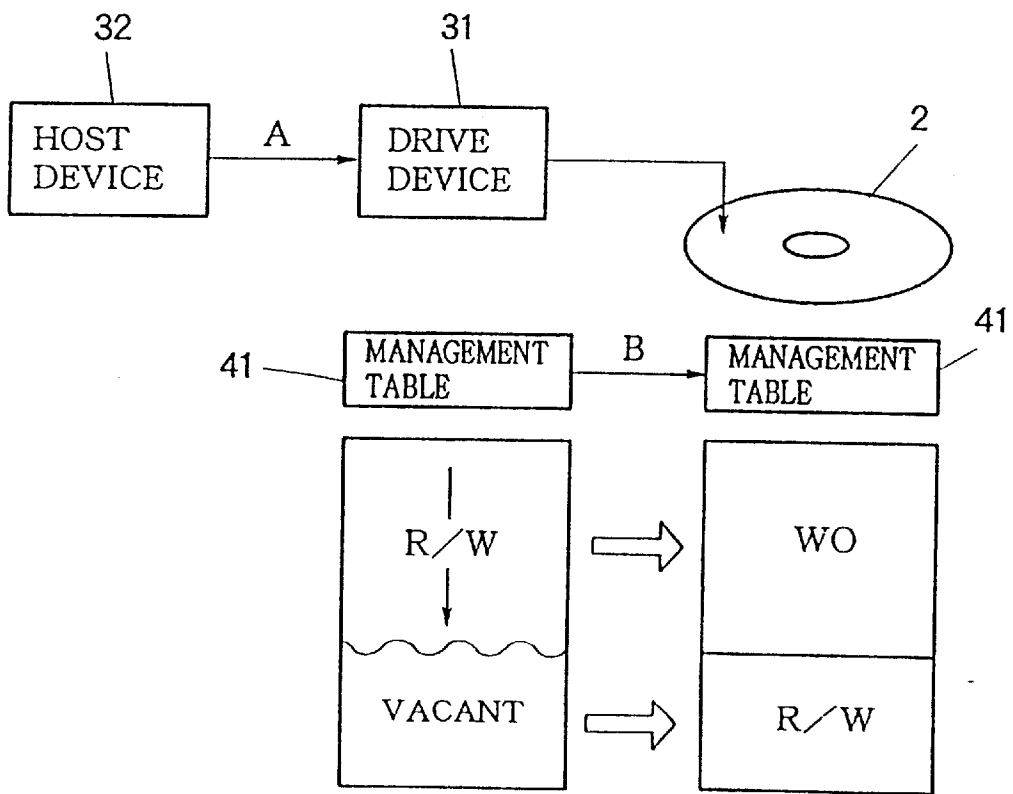 32
31
HOST
DEVICE
A
DRIVE
DEVICE
2
41
MANAGEMENT
TABLE
B
MANAGEMENT
TABLE
41
R/W
WO
VACANT
R/W